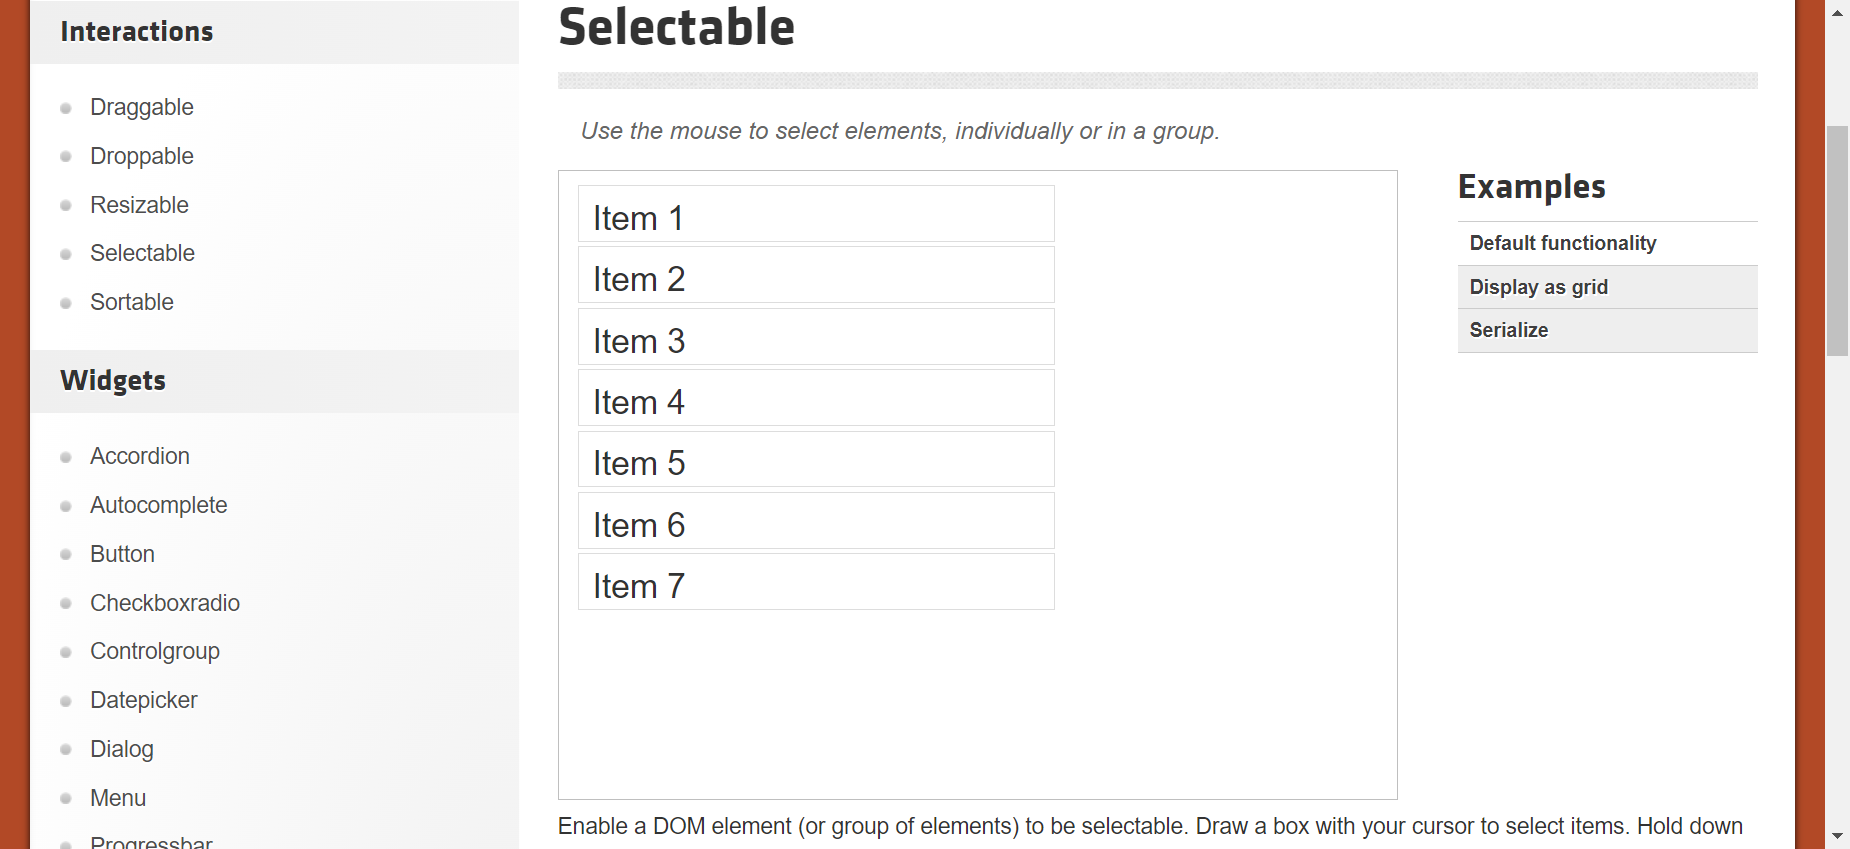 Interactions
Draggable
Droppable
Resizable
Selectable
Sortable
Widgets
Accordion
Autocomplete
Button
Checkboxradio
Controlgroup
Datepicker
Dialog
Menu
Progressbar
Selectable
Use the mouse to select elements, individually or in a group.
Item 1
Item 2
Item 3
Item 4
Item 5
Item 6
Item 7
Examples
Default functionality
Display as grid
Serialize
Enable a DOM element (or group of elements) to be selectable. Draw a box with your cursor to select items. Hold down